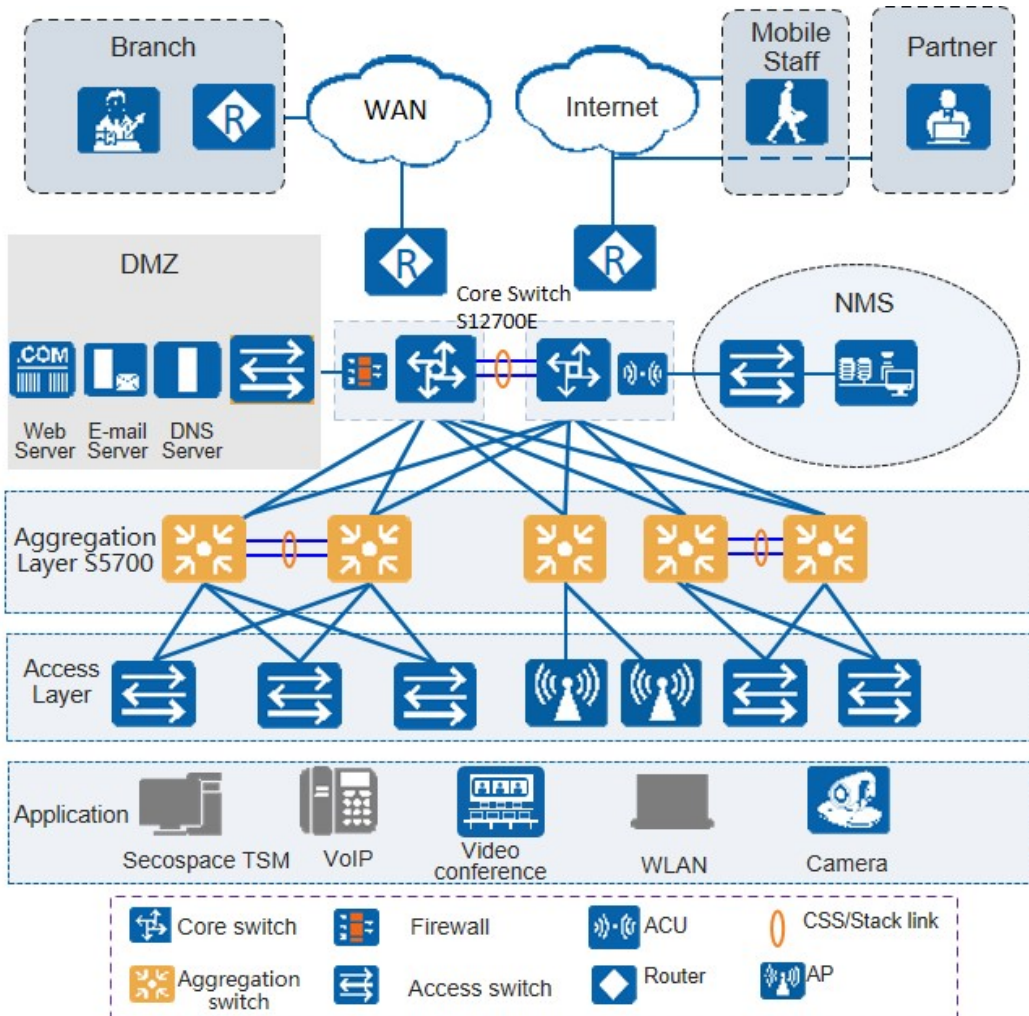 Branch
R
WAN
Internet
Mobile
Staff
Partner
R
R
DMZ
Core Switch
S12700E
NMS
.COM
Web
Server
E-mail
Server
DNS
Server
Aggregation
Layer S5700
Access
Layer
Application
Secospace TSM
VoIP
Video
conference
WLAN
Camera
Core switch
Firewall
ACU
CSS/Stack link
Aggregation
switch
Access switch
Router
AP